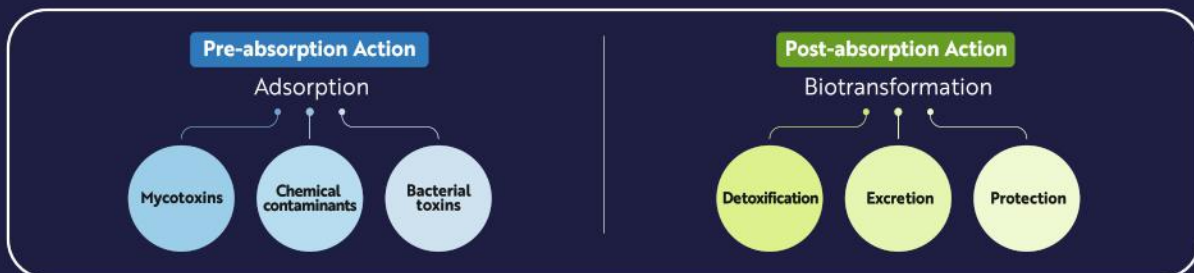 Pre-absorption Action
Adsorption
Mycotoxins
Chemical
contaminants
Bacterial
toxins
Post-absorption Action
Biotransformation
Detoxification
Excretion
Protection